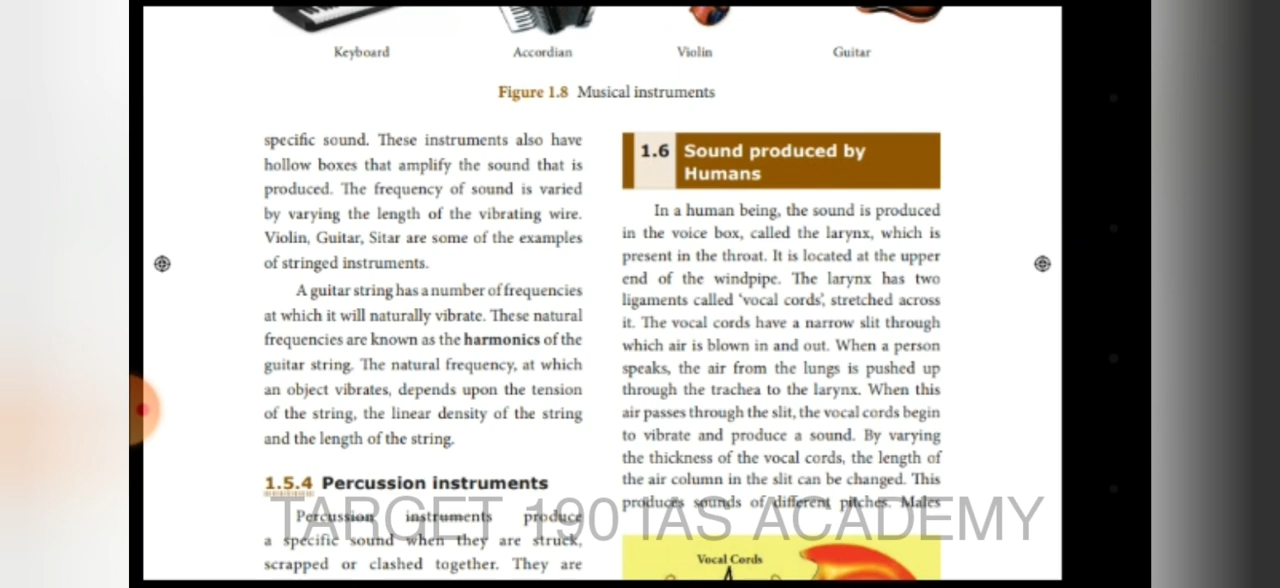 Keyboard
Accordian
Violin
Guitar
Figure 1.8 Musical instruments
specific sound. These instruments also have
hollow boxes that amplify the sound that is
produced. The frequency of sound is varied
by varying the length of the vibrating wire.
Violin, Guitar, Sitar are some of the examples
of stringed instruments.
A guitar string has a number of frequencies
at which it will naturally vibrate. These natural
frequencies are known as the harmonics of the
guitar string. The natural frequency, at which
an object vibrates, depends upon the tension
of the string, the linear density of the string
and the length of the string.
1.5.4 Percussion instruments
Percussion instruments produce
a specific sound when they are struck,
scrapped or clashed together. They are
1.6 Sound produced by
Humans
In a human being, the sound is produced
in the voice box, called the larynx, which is
present in the throat. It is located at the upper
end of the windpipe. The larynx has two
ligaments called ‘vocal cords’, stretched across
it. The vocal cords have a narrow slit through
which air is blown in and out. When a person
speaks, the air from the lungs is pushed up
through the trachea to the larynx. When this
air passes through the slit, the vocal cords begin
to vibrate and produce a sound. By varying
the thickness of the vocal cords, the length of
the air column in the slit can be changed. This
produces sounds of different pitches. Males
Vocal Cords
TARGET 190 IAS ACADEMY